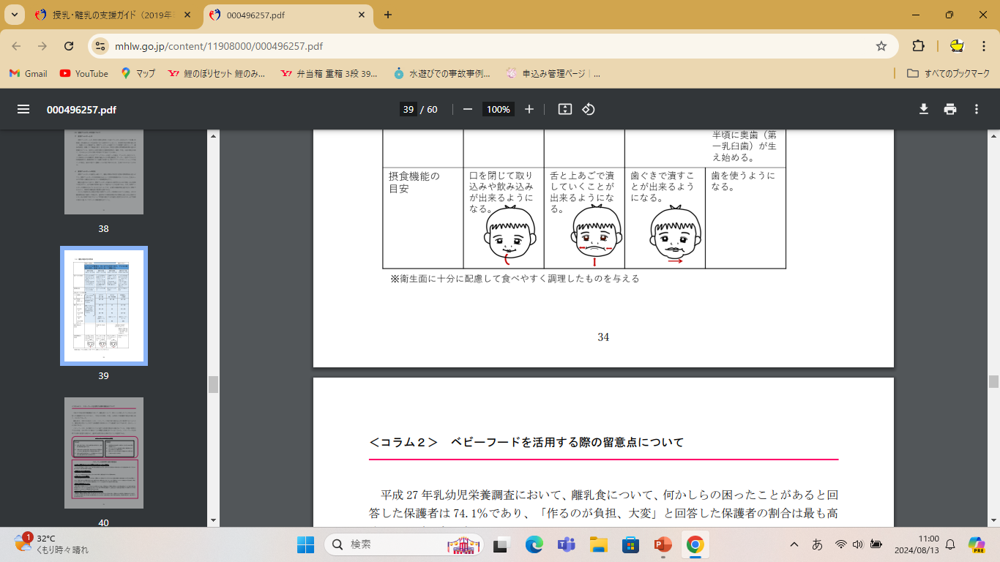 授乳・離乳の支援ガイド（2019年
000496257.pdf
mhlw.go.jp/content/11908000/000496257.pdf
Gmail
YouTube
マップ
鯉のぼりセット 鯉のみ...
弁当箱 重箱 3段 39...
水遊びでの事故事例...
申込み管理ページ｜...
すべてのブックマーク
000496257.pdf
39 / 60
100%
38
39
40
半頃に奥歯（第
一乳臼歯）が生
え始める。
摂食機能の
目安
口を閉じて取り
込みや飲み込み
が出来るように
なる。
舌と上あごで潰
していくことが
出来るようにな
る。
歯ぐきで潰すこ
とが出来るよう
になる。
歯を使うように
なる。
※衛生面に十分に配慮して食べやすく調理したものを与える
34
＜コラム２＞　ベビーフードを活用する際の留意点について
平成 27 年乳幼児栄養調査において、離乳食について、何かしらの困ったことがあると回
答した保護者は 74.1％であり、「作るのが負担、大変」と回答した保護者の割合は最も高
1
32°C
くもり時々晴れ
検索
あ
11:00
2024/08/13
PRE